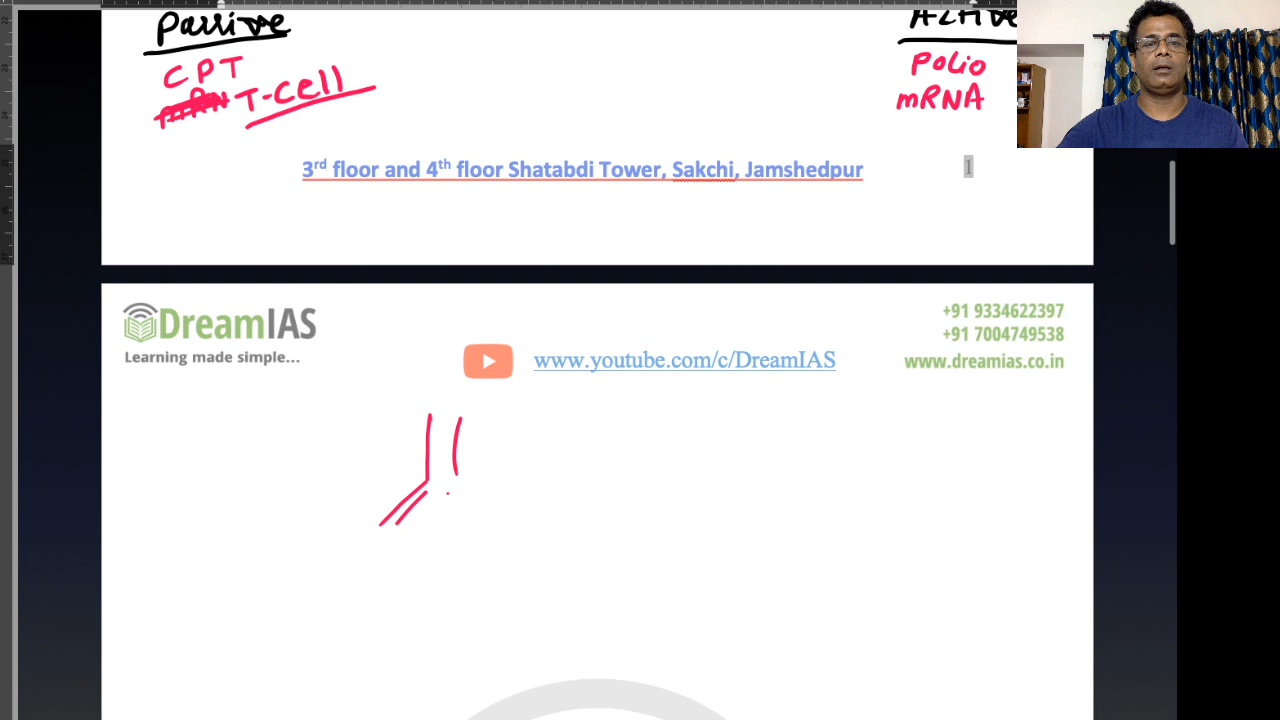 Passive
Active
CPT
T-cell
Polio
mRNA
3rd floor and 4th floor Shatabdi Tower, Sakchi, Jamshedpur
1
DreamIAS
Learning made simple...
www.youtube.com/c/DreamIAS
+91 9334622397
+91 7004749538
www.dreamias.co.in